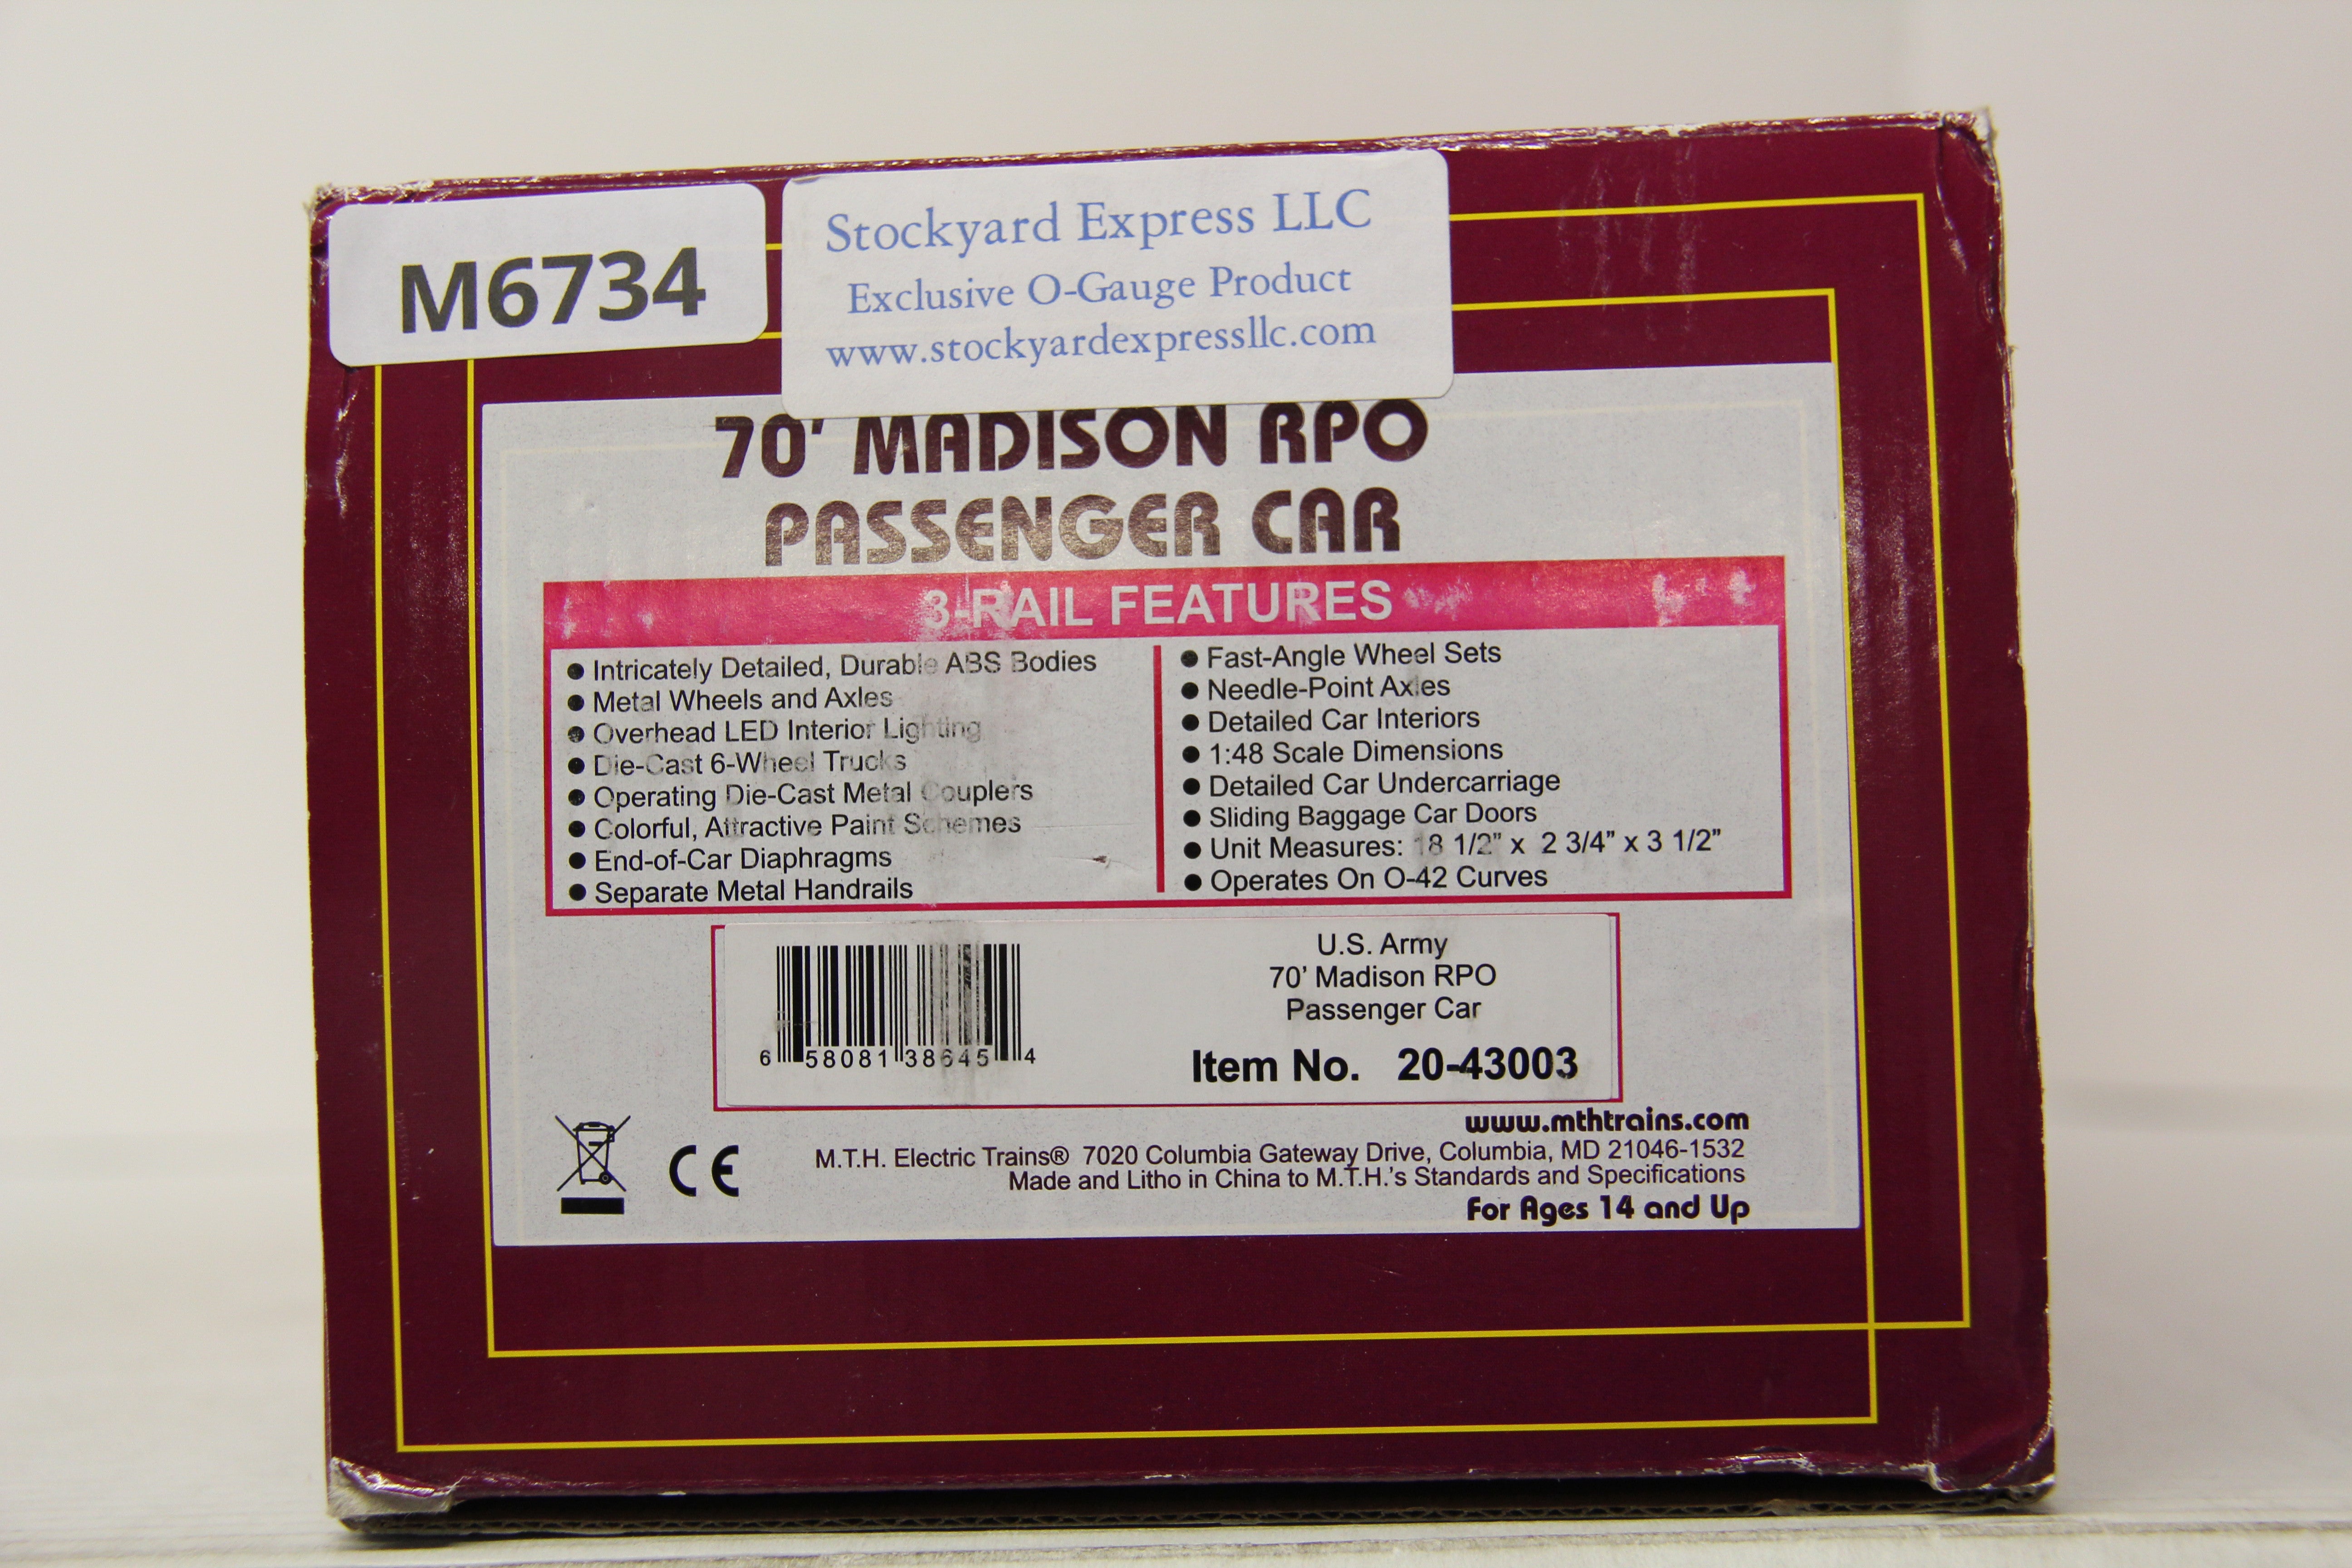 M6734
Stockyard Express LLC
Exclusive O-Gauge Product
www.stockyardexpressllc.com
70' MADISON RPO
PASSENGER CAR
3-RAIL FEATURES
● Intricately Detailed, Durable ABS Bodies
● Metal Wheels and Axles
● Overhead LED Interior Lighting
● Die-Cast 6-Wheel Trucks
● Operating Die-Cast Metal Couplers
● Colorful, Attractive Paint Schemes
● End-of-Car Diaphragms
● Separate Metal Handrails
● Fast-Angle Wheel Sets
● Needle-Point Axles
● Detailed Car Interiors
● 1:48 Scale Dimensions
● Detailed Car Undercarriage
● Sliding Baggage Car Doors
● Unit Measures: 18 1/2" x 2 3/4" x 3 1/2"
● Operates On O-42 Curves
6 58081 38645 4
U.S. Army
70' Madison RPO
Passenger Car
Item No. 20-43003
CE
www.mthtrains.com
M.T.H. Electric Trains® 7020 Columbia Gateway Drive, Columbia, MD 21046-1532
Made and Litho in China to M.T.H.'s Standards and Specifications
For Ages 14 and Up